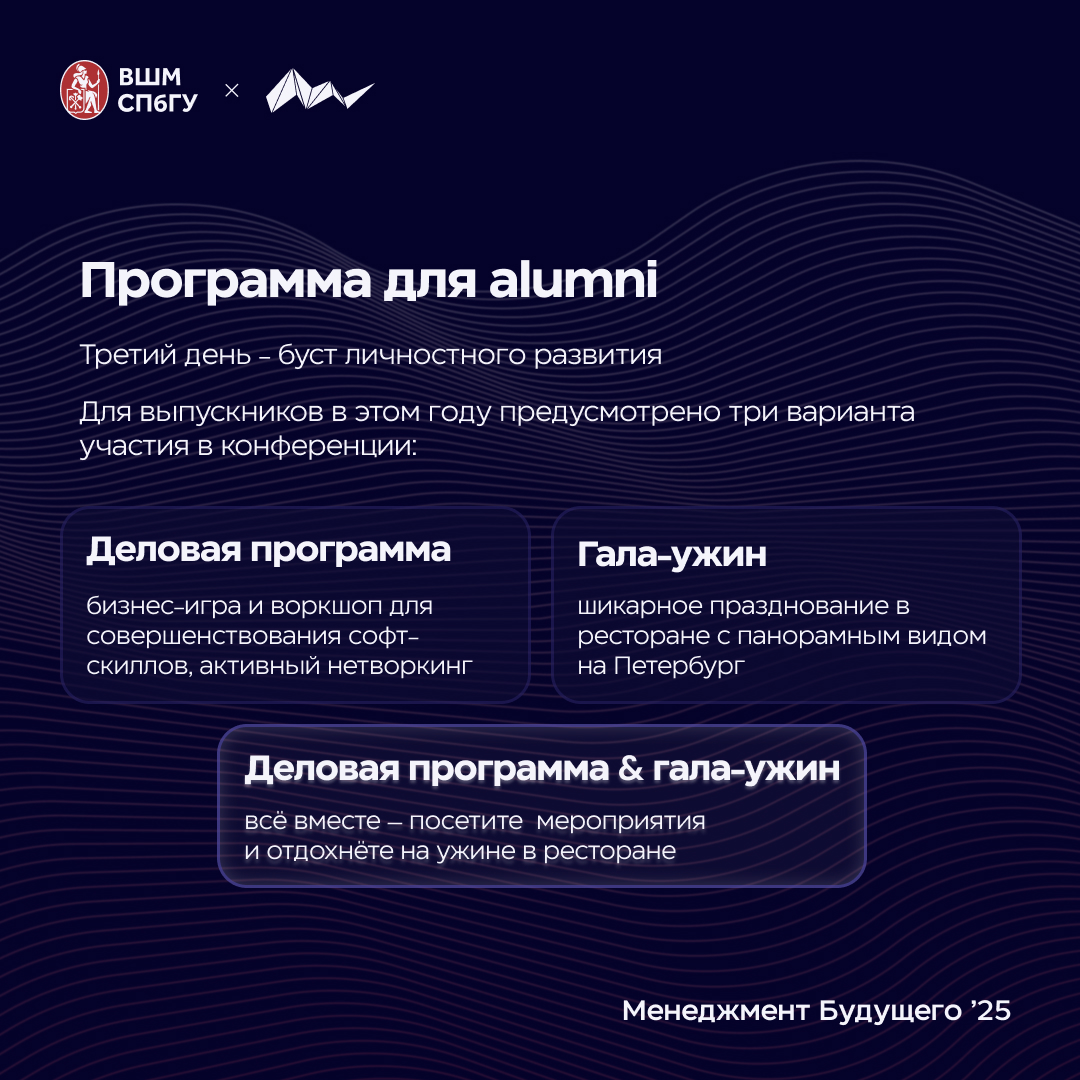 ВШМ
СПбГУ
×
Программа для alumni
Третий день – буст личностного развития
Для выпускников в этом году предусмотрено три варианта
участия в конференции:
Деловая программа
бизнес-игра и воркшоп для
совершенствования софт-
скиллов, активный нетворкинг
Гала-ужин
шикарное празднование в
ресторане с панорамным видом
на Петербург
Деловая программа & гала-ужин
всё вместе – посетите мероприятия
и отдохнёте на ужине в ресторане
Менеджмент Будущего ’25